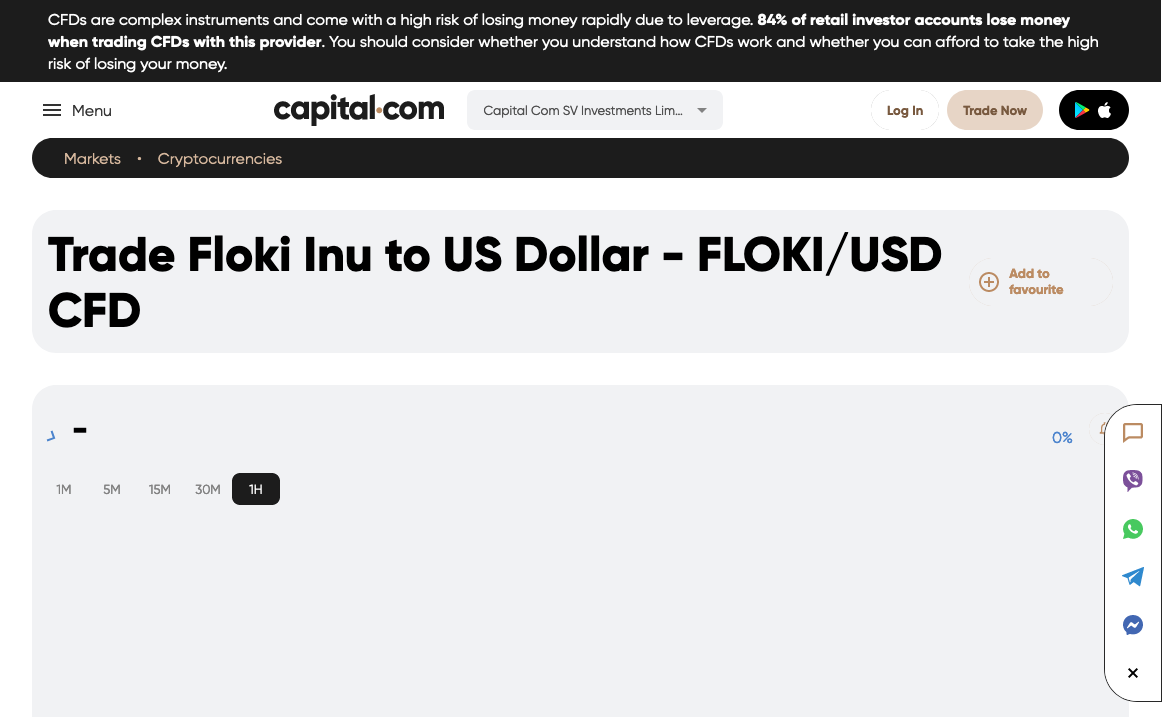 CFDs are complex instruments and come with a high risk of losing money rapidly due to leverage. 84% of retail investor accounts lose money
when trading CFDs with this provider. You should consider whether you understand how CFDs work and whether you can afford to take the high
risk of losing your money.
Menu
capital.com
Capital Com SV Investments Lim...
Log In
Trade Now
Markets • Cryptocurrencies
Trade Floki Inu to US Dollar - FLOKI/USD
CFD
Add to
favourite
-
0%
1M 5M 15M 30M 1H